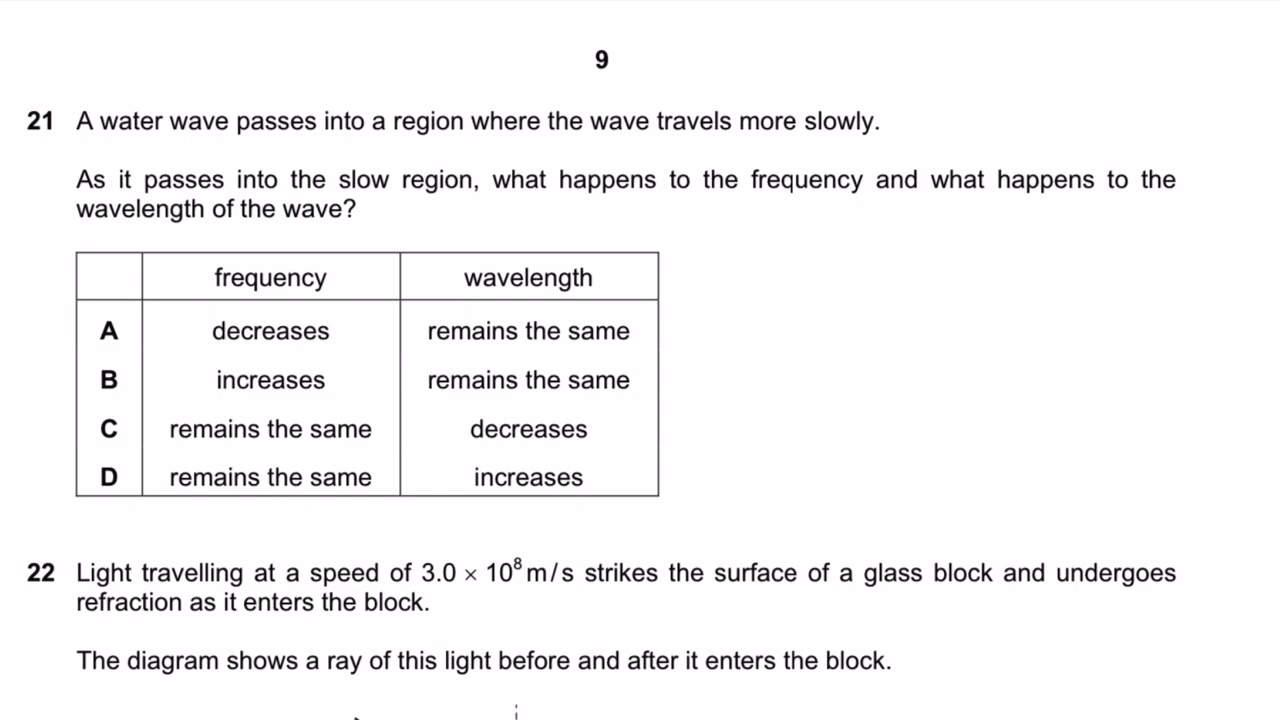 9
21 A water wave passes into a region where the wave travels more slowly.
As it passes into the slow region, what happens to the frequency and what happens to the
wavelength of the wave?
frequency wavelength
A decreases remains the same
B increases remains the same
C remains the same decreases
D remains the same increases
22 Light travelling at a speed of 3.0 × 10⁸ m/s strikes the surface of a glass block and undergoes
refraction as it enters the block.
The diagram shows a ray of this light before and after it enters the block.